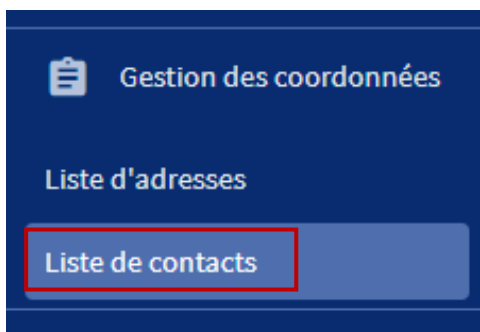 Gestion des coordonnées
Liste d'adresses
Liste de contacts